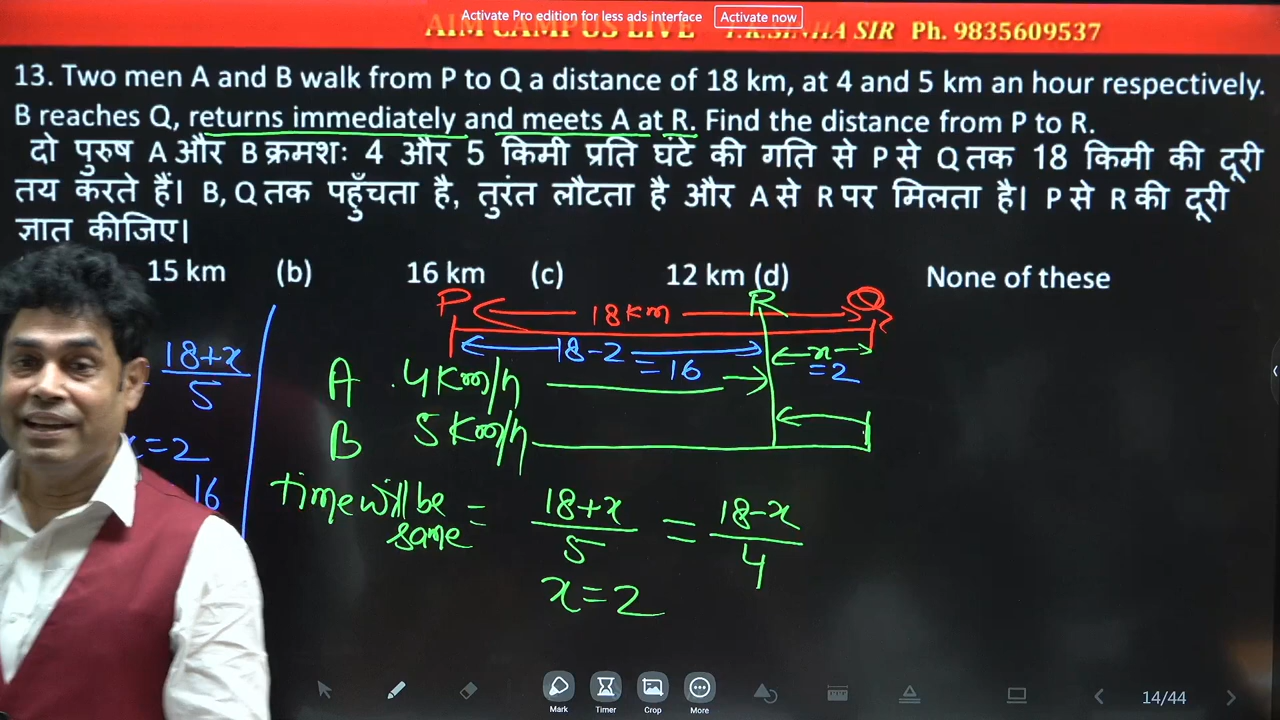 Activate Pro edition for less ads interface Activate now
AIM CAMPUS LIVE T.K.SINHA SIR Ph. 9835609537
13. Two men A and B walk from P to Q a distance of 18 km, at 4 and 5 km an hour respectively.
B reaches Q, returns immediately and meets A at R. Find the distance from P to R.
दो पुरुष A और B क्रमशः 4 और 5 किमी प्रति घंटे की गति से P से Q तक 18 किमी की दूरी
तय करते हैं। B, Q तक पहुँचता है, तुरंत लौटता है और A से R पर मिलता है। P से R की दूरी
ज्ञात कीजिए।
15 km (b) 16 km (c) 12 km (d) None of these
P 18 Km R Q
18-2 = 16 x = 2
A 4 Km/h
B 5 Km/h
18+x
5
x=2
16
time will be same = 18+x/5 = 18-x/4
x=2
Mark Timer Crop More
14/44